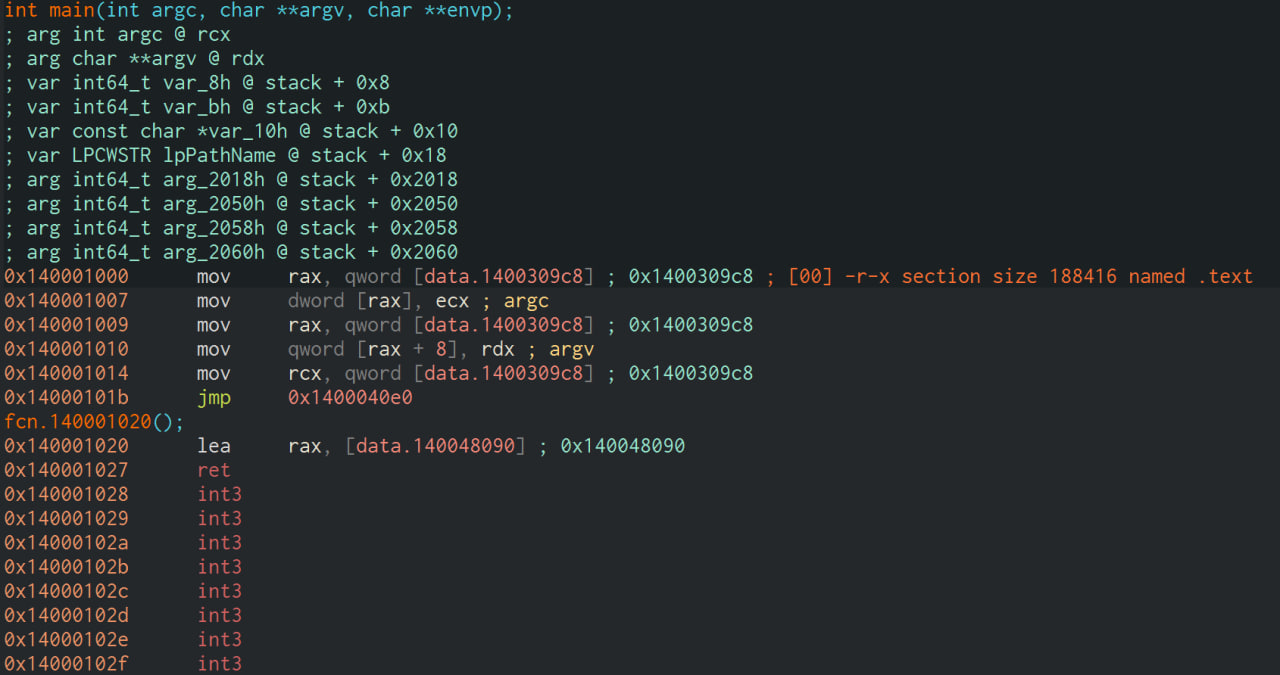 int main(int argc, char **argv, char **envp);
; arg int argc @ rcx
; arg char **argv @ rdx
; var int64_t var_8h @ stack + 0x8
; var int64_t var_bh @ stack + 0xb
; var const char *var_10h @ stack + 0x10
; var LPCWSTR lpPathName @ stack + 0x18
; arg int64_t arg_2018h @ stack + 0x2018
; arg int64_t arg_2050h @ stack + 0x2050
; arg int64_t arg_2058h @ stack + 0x2058
; arg int64_t arg_2060h @ stack + 0x2060
0x140001000      mov     rax, qword [data.1400309c8] ; 0x1400309c8 ; [00] -r-x section size 188416 named .text
0x140001007      mov     dword [rax], ecx ; argc
0x140001009      mov     rax, qword [data.1400309c8] ; 0x1400309c8
0x140001010      mov     qword [rax + 8], rdx ; argv
0x140001014      mov     rcx, qword [data.1400309c8] ; 0x1400309c8
0x14000101b      jmp     0x1400040e0
fcn.140001020();
0x140001020      lea     rax, [data.140048090] ; 0x140048090
0x140001027      ret
0x140001028      int3
0x140001029      int3
0x14000102a      int3
0x14000102b      int3
0x14000102c      int3
0x14000102d      int3
0x14000102e      int3
0x14000102f      int3